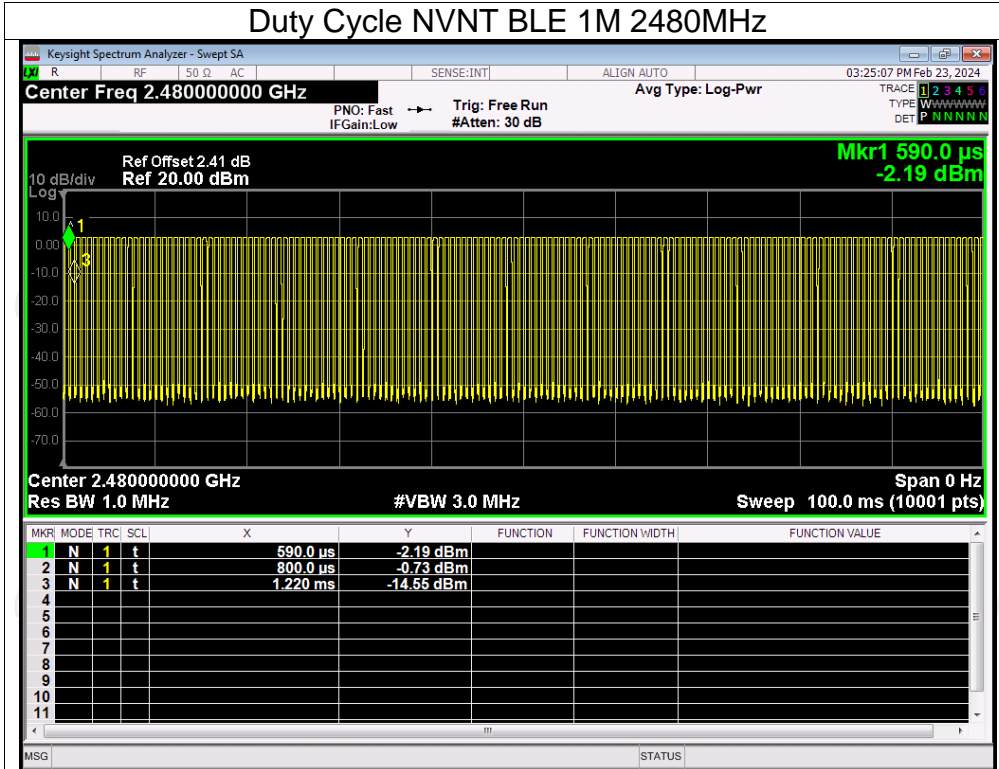 Duty Cycle NVNT BLE 1M 2480MHz
Keysight Spectrum Analyzer - Swept SA
LXI R RF 50 Ω AC SENSE:INT ALIGN AUTO 03:25:07 PM Feb 23, 2024
Center Freq 2.480000000 GHz Avg Type: Log-Pwr TRACE 1 2 3 4 5 6
PNO: Fast Trig: Free Run TYPE WWWWWW
IFGain:Low #Atten: 30 dB DET P N N N N N
Mkr1 590.0 µs
Ref Offset 2.41 dB
10 dB/div Ref 20.00 dBm -2.19 dBm
Log
10.0
1
0.00
3
-10.0
-20.0
-30.0
-40.0
-50.0
-60.0
-70.0
Center 2.480000000 GHz Span 0 Hz
Res BW 1.0 MHz #VBW 3.0 MHz Sweep 100.0 ms (10001 pts)
MKR MODE TRC SCL X Y FUNCTION FUNCTION WIDTH FUNCTION VALUE
1 N 1 t 590.0 µs -2.19 dBm
2 N 1 t 800.0 µs -0.73 dBm
3 N 1 t 1.220 ms -14.55 dBm
4
5
6
7
8
9
10
11
MSG STATUS